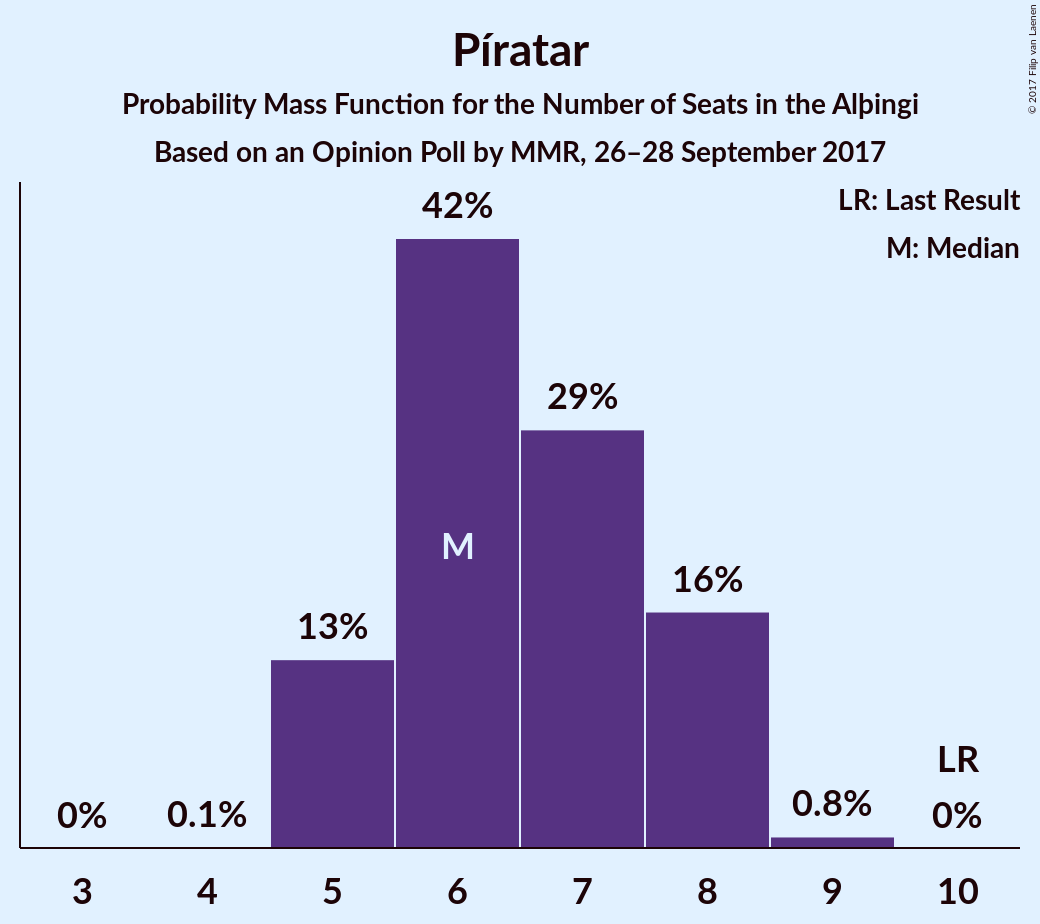 Píratar
Probability Mass Function for the Number of Seats in the Alþingi
Based on an Opinion Poll by MMR, 26–28 September 2017
© 2017 Filip van Laenen
LR: Last Result
M: Median
42%
29%
M
16%
13%
LR
0.8%
0%
0.1%
0%
3 4 5 6 7 8 9 10